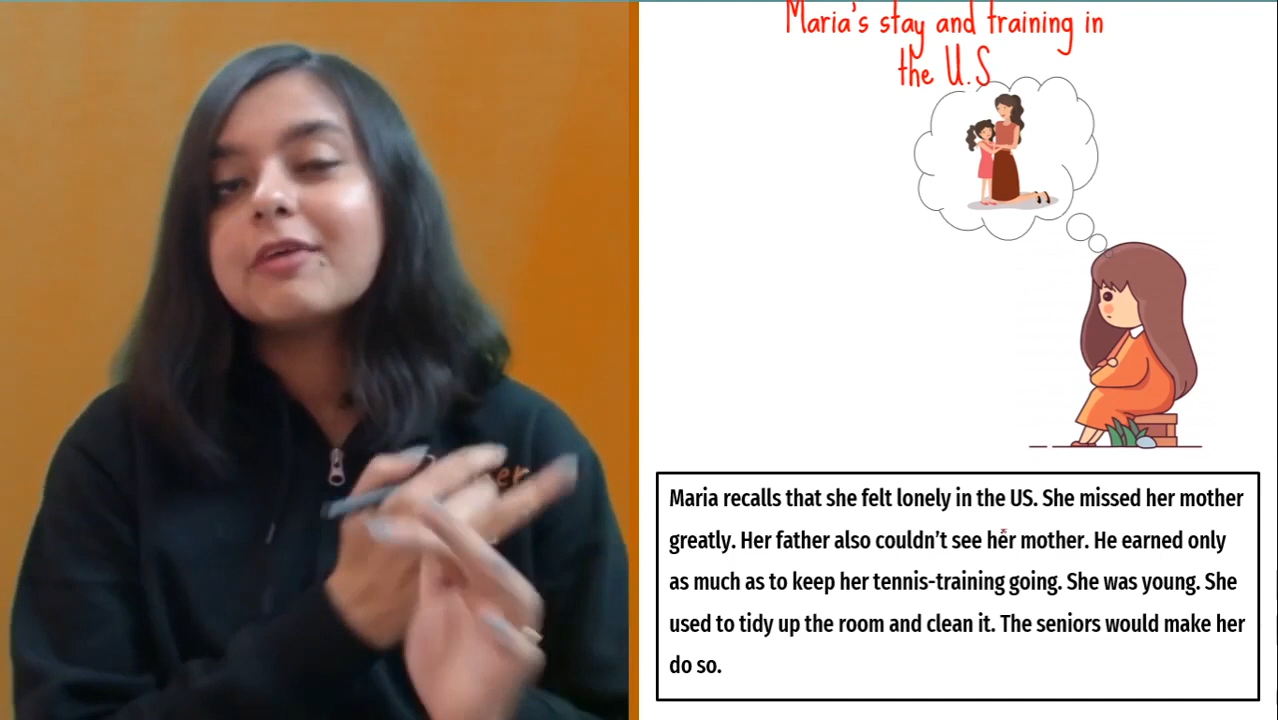 Maria's stay and training in
the U.S
Maria recalls that she felt lonely in the US. She missed her mother
greatly. Her father also couldn't see her mother. He earned only
as much as to keep her tennis-training going. She was young. She
used to tidy up the room and clean it. The seniors would make her
do so.